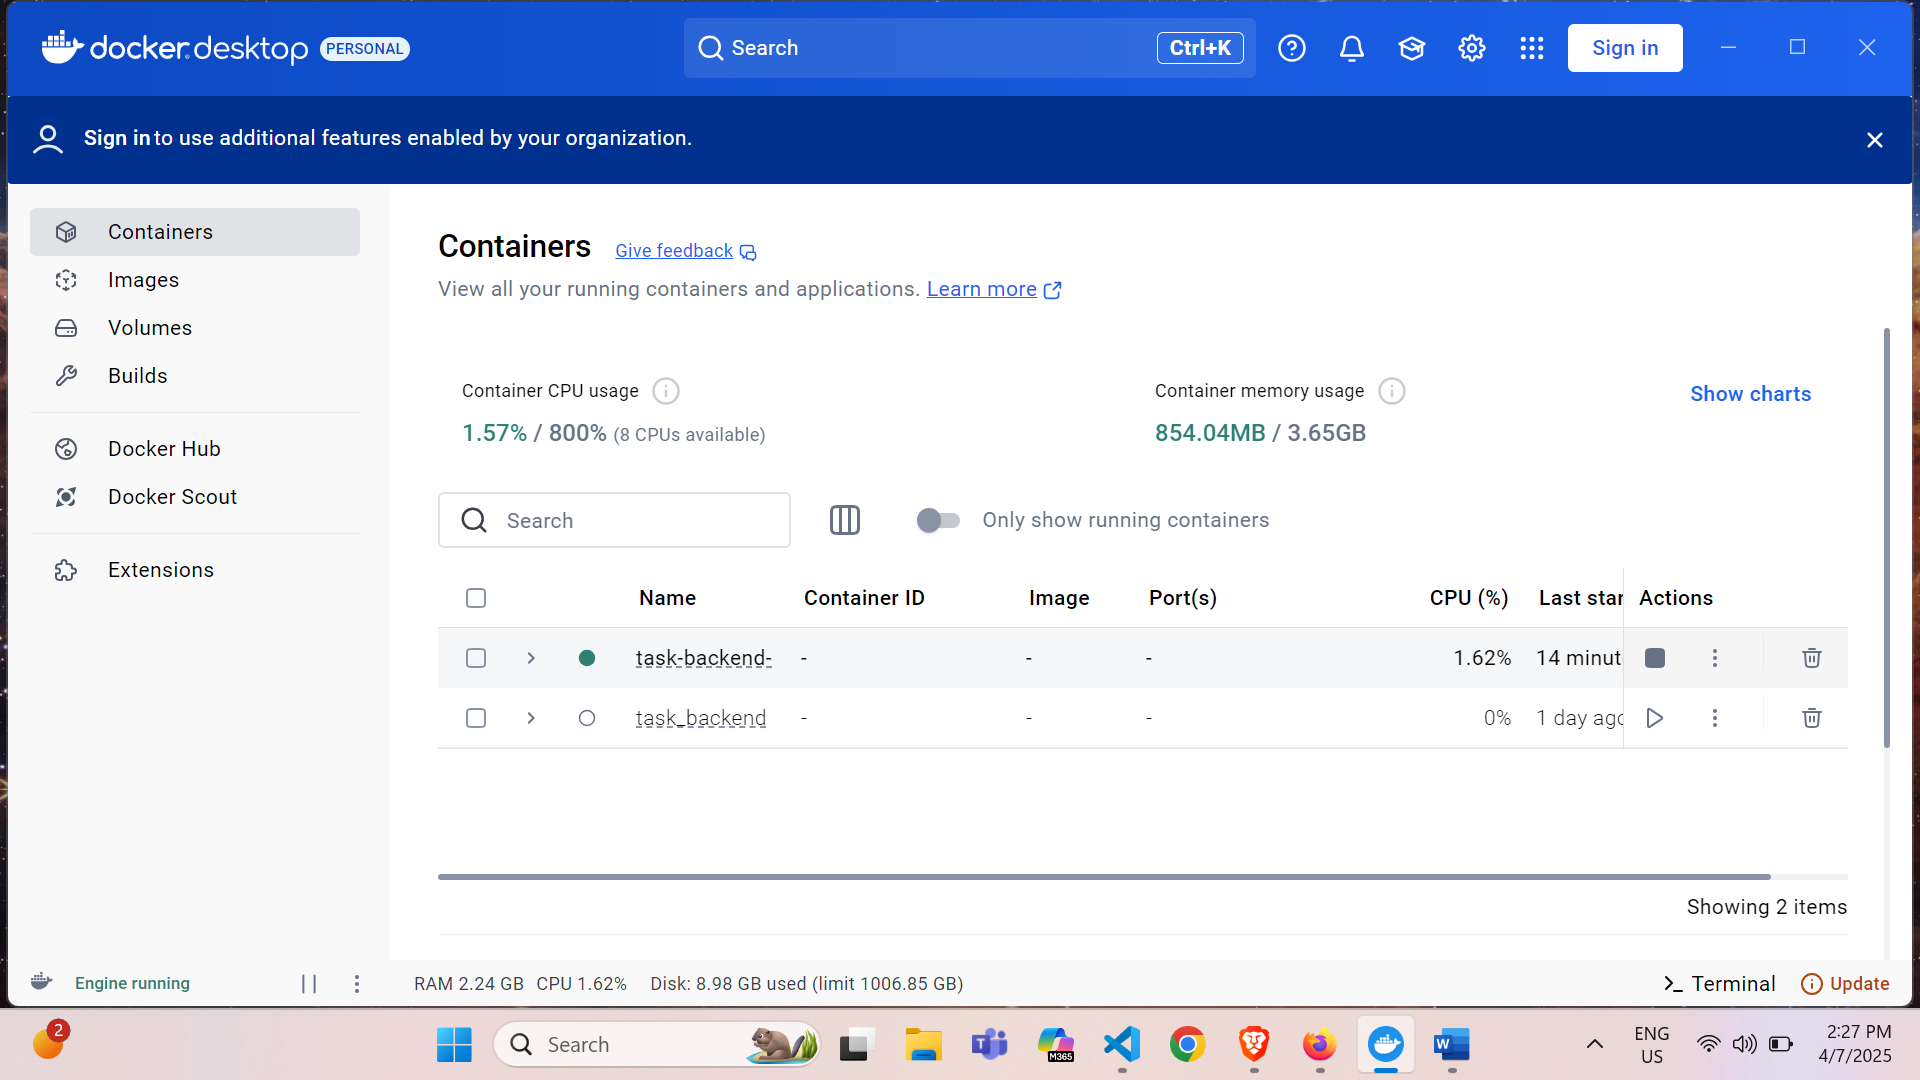 docker desktop PERSONAL
Search Ctrl+K
Sign in
Sign in to use additional features enabled by your organization.
Containers
Images
Volumes
Builds
Docker Hub
Docker Scout
Extensions
Containers Give feedback
View all your running containers and applications. Learn more
Container CPU usage
1.57% / 800% (8 CPUs available)
Container memory usage
854.04MB / 3.65GB
Show charts
Search
Only show running containers
Name Container ID Image Port(s) CPU (%) Last star Actions
task-backend- - - - 1.62% 14 minut
task_backend - - - 0% 1 day ago
Showing 2 items
Engine running
RAM 2.24 GB CPU 1.62% Disk: 8.98 GB used (limit 1006.85 GB)
>_ Terminal
Update
2
Search
M365
ENG
US
2:27 PM
4/7/2025